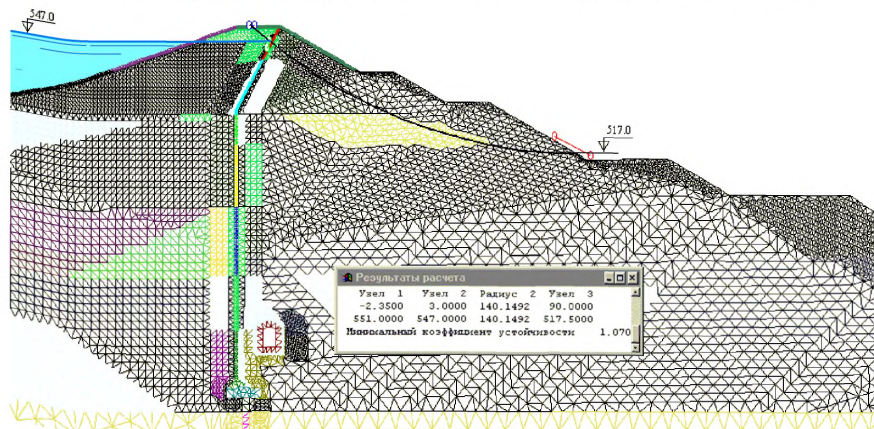 547.0
517.0
Результаты расчета
Узел 1 Узел 2 Радиус 2 Узел 3
-2.3500 3.0000 140.1492 90.0000
551.0000 547.0000 140.1492 517.5000
Минимальный коэффициент устойчивости 1.070